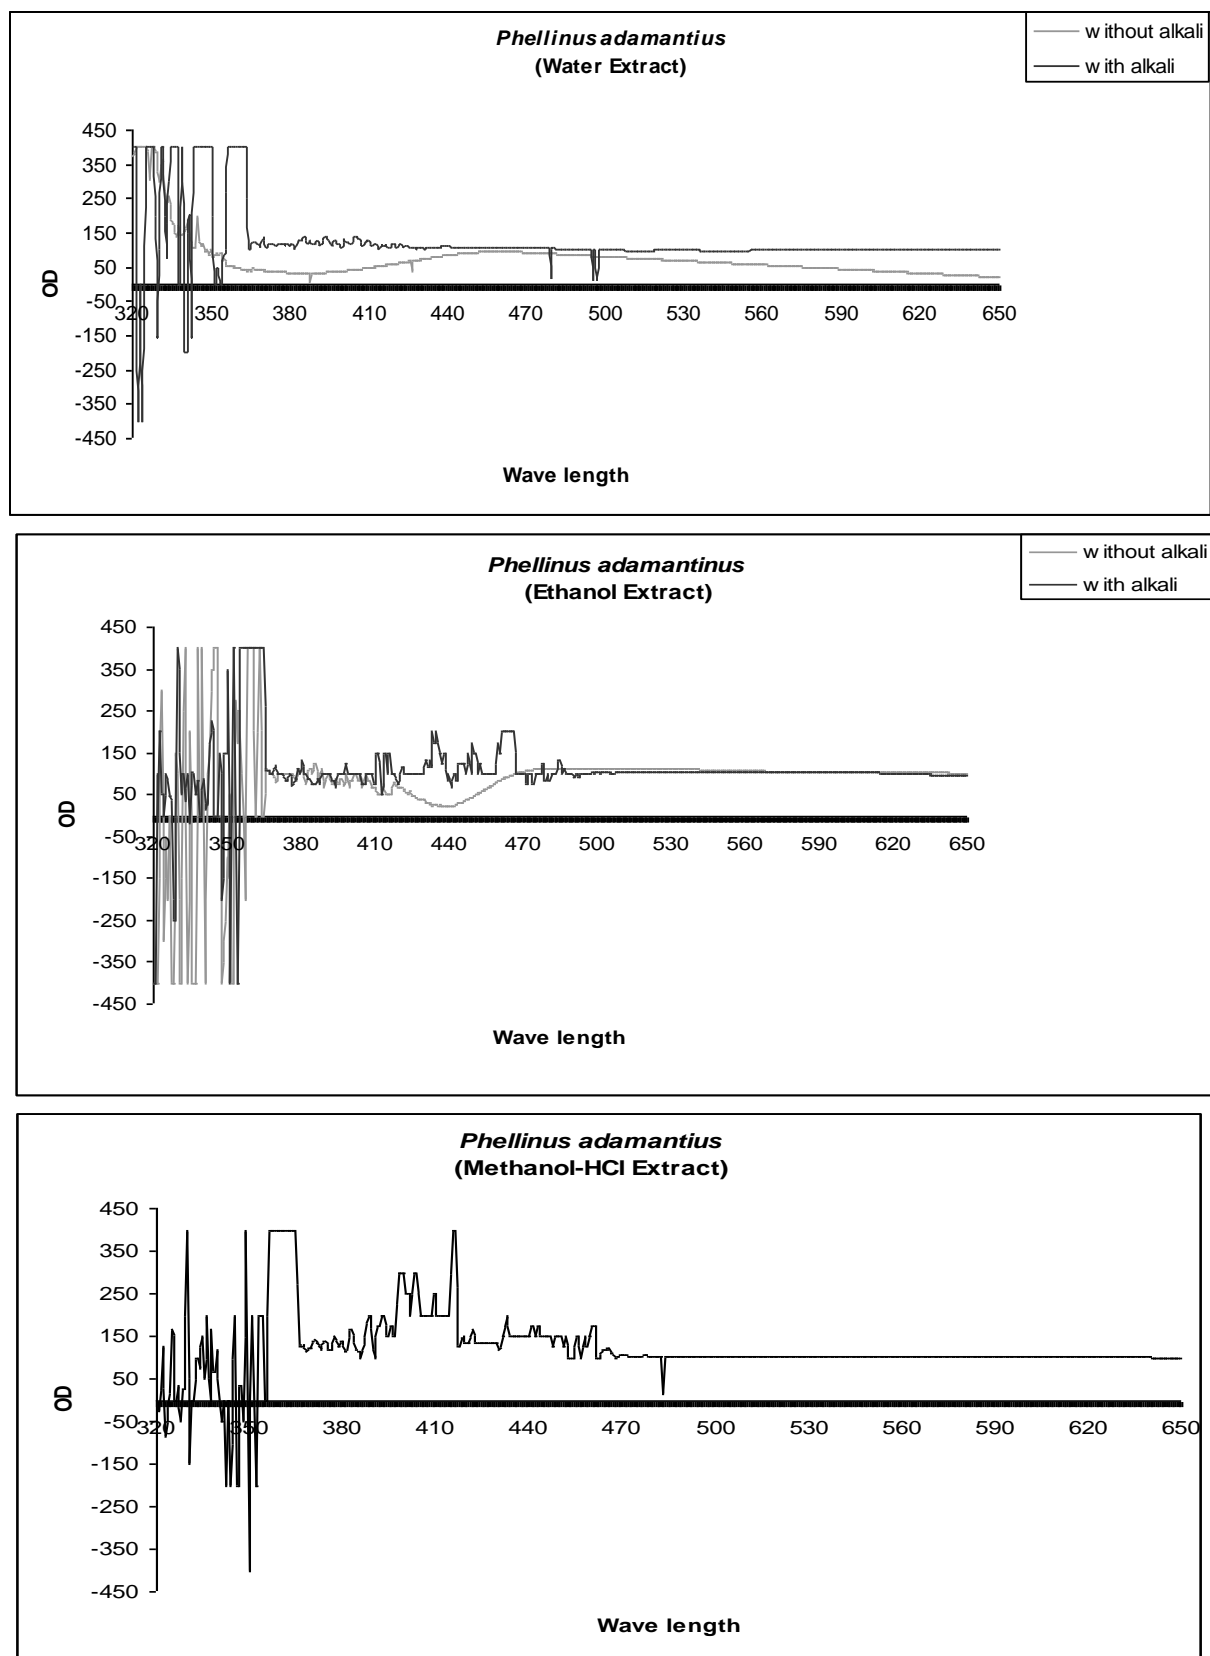 Phellinus adamantius
(Water Extract)
without alkali
with alkali
450
350
250
150
50
-50
-150
-250
-350
-450
OD
320 350 380 410 440 470 500 530 560 590 620 650
Wave length
Phellinus adamantinus
(Ethanol Extract)
without alkali
with alkali
450
350
250
150
50
-50
-150
-250
-350
-450
OD
320 350 380 410 440 470 500 530 560 590 620 650
Wave length
Phellinus adamantius
(Methanol-HCl Extract)
450
350
250
150
50
-50
-150
-250
-350
-450
OD
320 350 380 410 440 470 500 530 560 590 620 650
Wave length